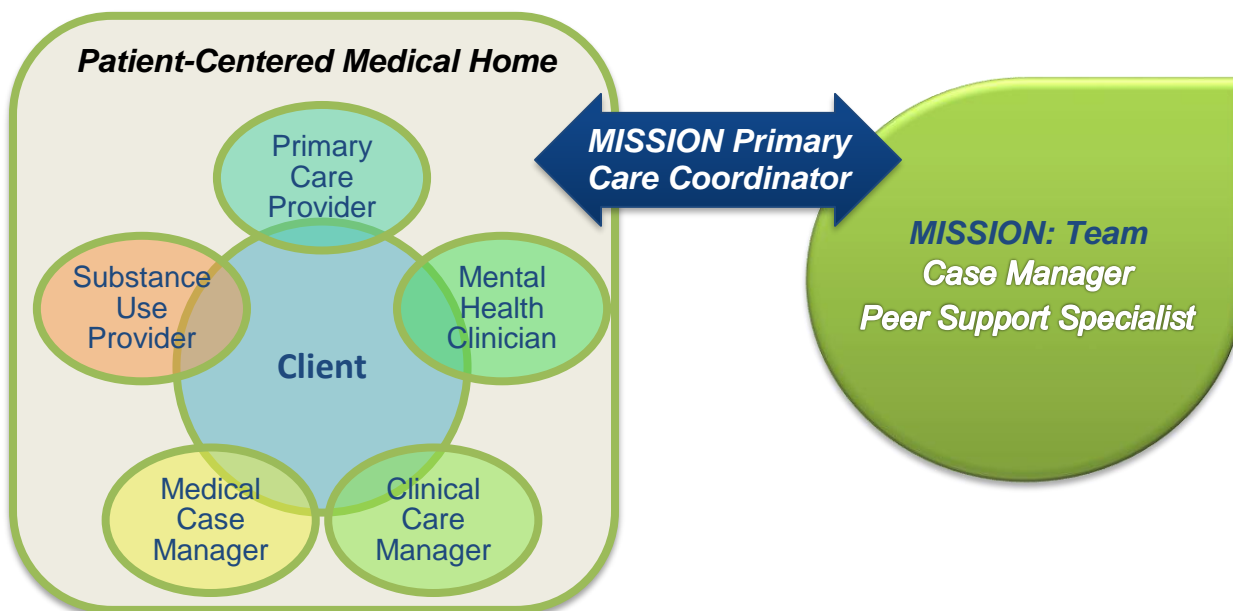 Patient-Centered Medical Home
Primary
Care
Provider
Substance
Use
Provider
Mental
Health
Clinician
Client
Medical
Case
Manager
Clinical
Care
Manager
MISSION Primary
Care Coordinator
MISSION: Team
Case Manager
Peer Support Specialist